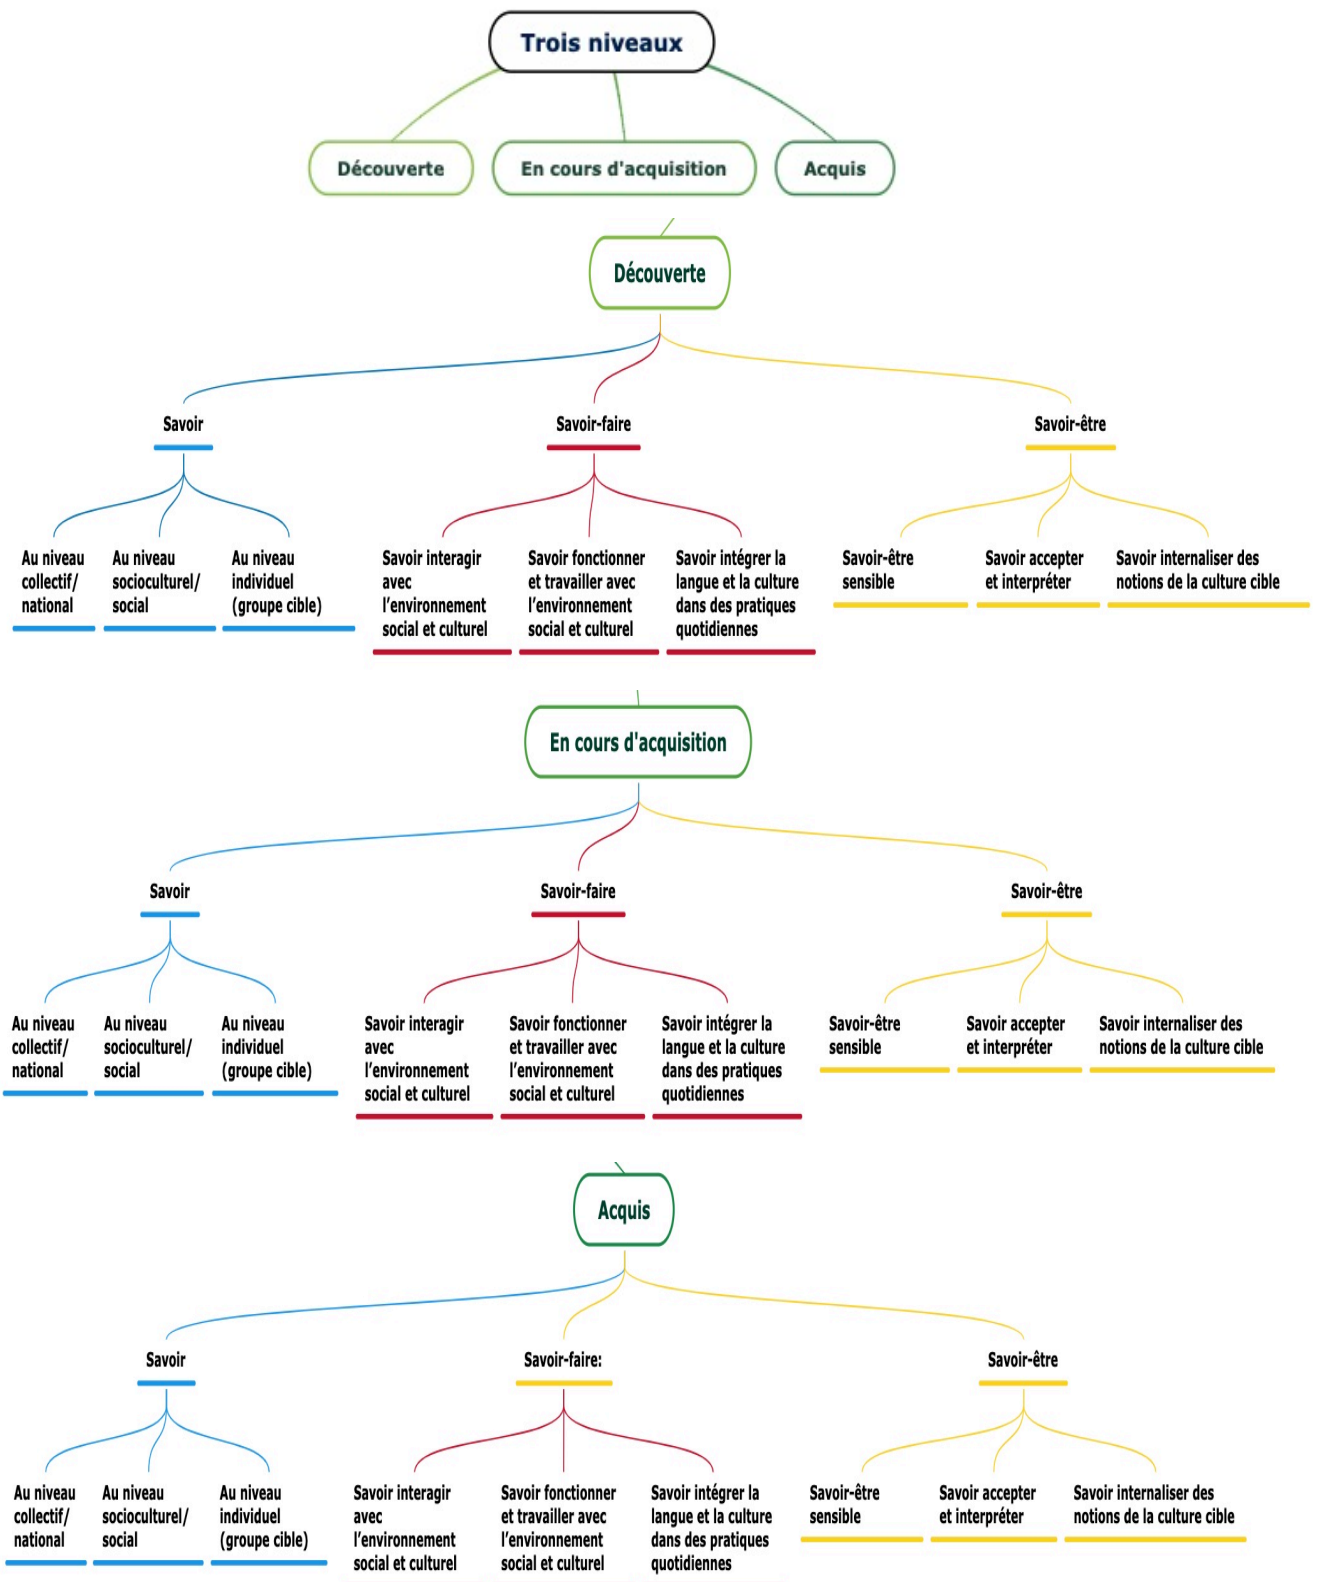 Trois niveaux
Découverte
En cours d'acquisition
Acquis
Découverte
Savoir
Savoir-faire
Savoir-être
Au niveau
collectif/
national
Au niveau
socioculturel/
social
Au niveau
individuel
(groupe cible)
Savoir interagir
avec
l'environnement
social et culturel
Savoir fonctionner
et travailler avec
l'environnement
social et culturel
Savoir intégrer la
langue et la culture
dans des pratiques
quotidiennes
Savoir-être
sensible
Savoir accepter
et interpréter
Savoir internaliser des
notions de la culture cible
En cours d'acquisition
Savoir
Savoir-faire
Savoir-être
Au niveau
collectif/
national
Au niveau
socioculturel/
social
Au niveau
individuel
(groupe cible)
Savoir interagir
avec
l'environnement
social et culturel
Savoir fonctionner
et travailler avec
l'environnement
social et culturel
Savoir intégrer la
langue et la culture
dans des pratiques
quotidiennes
Savoir-être
sensible
Savoir accepter
et interpréter
Savoir internaliser des
notions de la culture cible
Acquis
Savoir
Savoir-faire:
Savoir-être
Au niveau
collectif/
national
Au niveau
socioculturel/
social
Au niveau
individuel
(groupe cible)
Savoir interagir
avec
l'environnement
social et culturel
Savoir fonctionner
et travailler avec
l'environnement
social et culturel
Savoir intégrer la
langue et la culture
dans des pratiques
quotidiennes
Savoir-être
sensible
Savoir accepter
et interpréter
Savoir internaliser des
notions de la culture cible